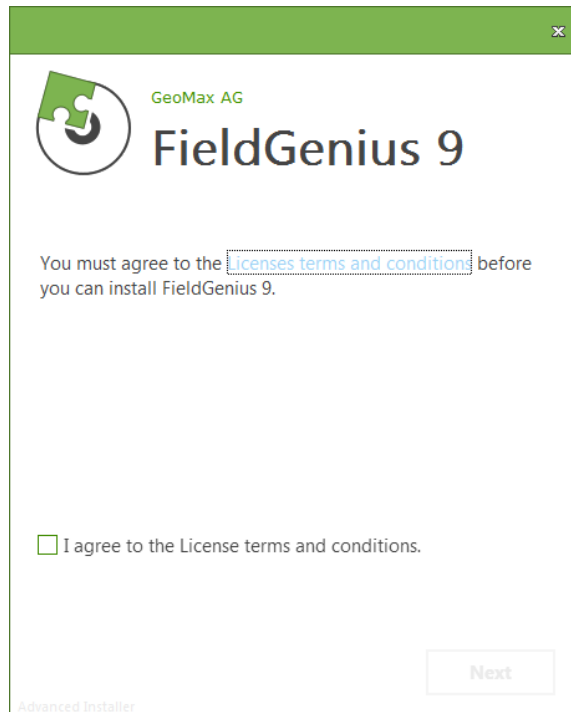 GeoMax AG
FieldGenius 9
You must agree to the Licenses terms and conditions before
you can install FieldGenius 9.
I agree to the License terms and conditions.
Next
Advanced Installer